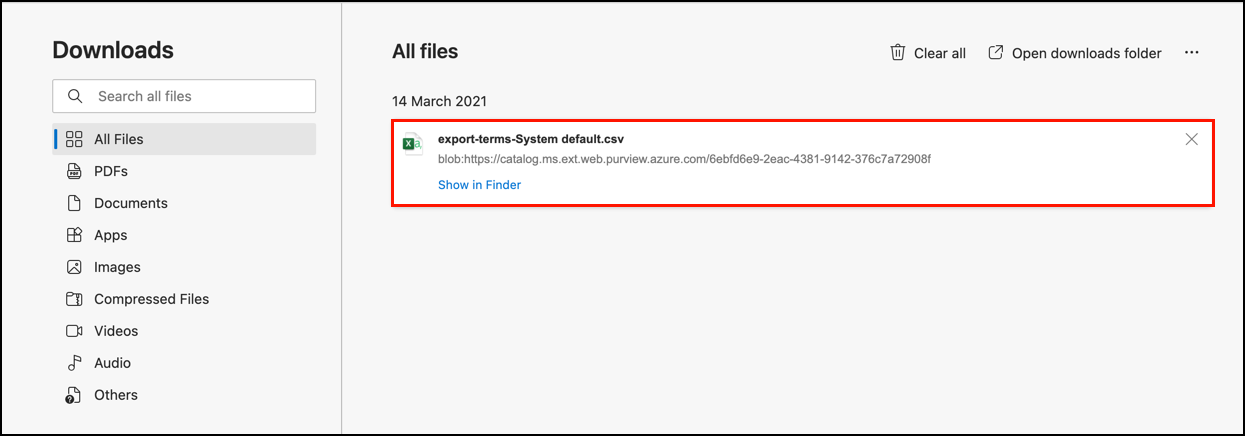 Downloads
Search all files
All Files
PDFs
Documents
Apps
Images
Compressed Files
Videos
Audio
Others
All files
Clear all
Open downloads folder
14 March 2021
export-terms-System default.csv
blob:https://catalog.ms.ext.web.purview.azure.com/6ebfd6e9-2eac-4381-9142-376c7a72908f
Show in Finder